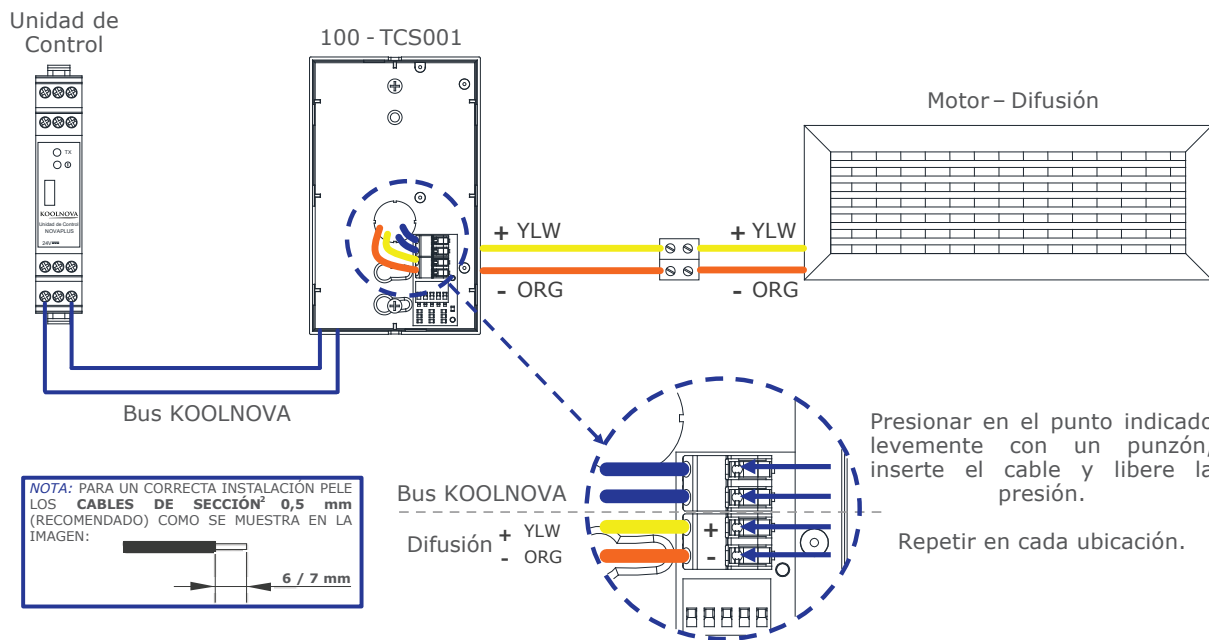 Unidad de
Control
100 - TCS001
Motor – Difusión
TX
KOOLNOVA
Unidad de Control
NOVAPLUS
24V
+ YLW
- ORG
+ YLW
- ORG
Bus KOOLNOVA
Presionar en el punto indicado
levemente con un punzón,
inserte el cable y libere la
presión.
Repetir en cada ubicación.
Bus KOOLNOVA
Difusión + YLW
- ORG
+
-
NOTA: PARA UN CORRECTA INSTALACIÓN PELE
LOS CABLES DE SECCIÓN² 0,5 mm
(RECOMENDADO) COMO SE MUESTRA EN LA
IMAGEN:
6 / 7 mm